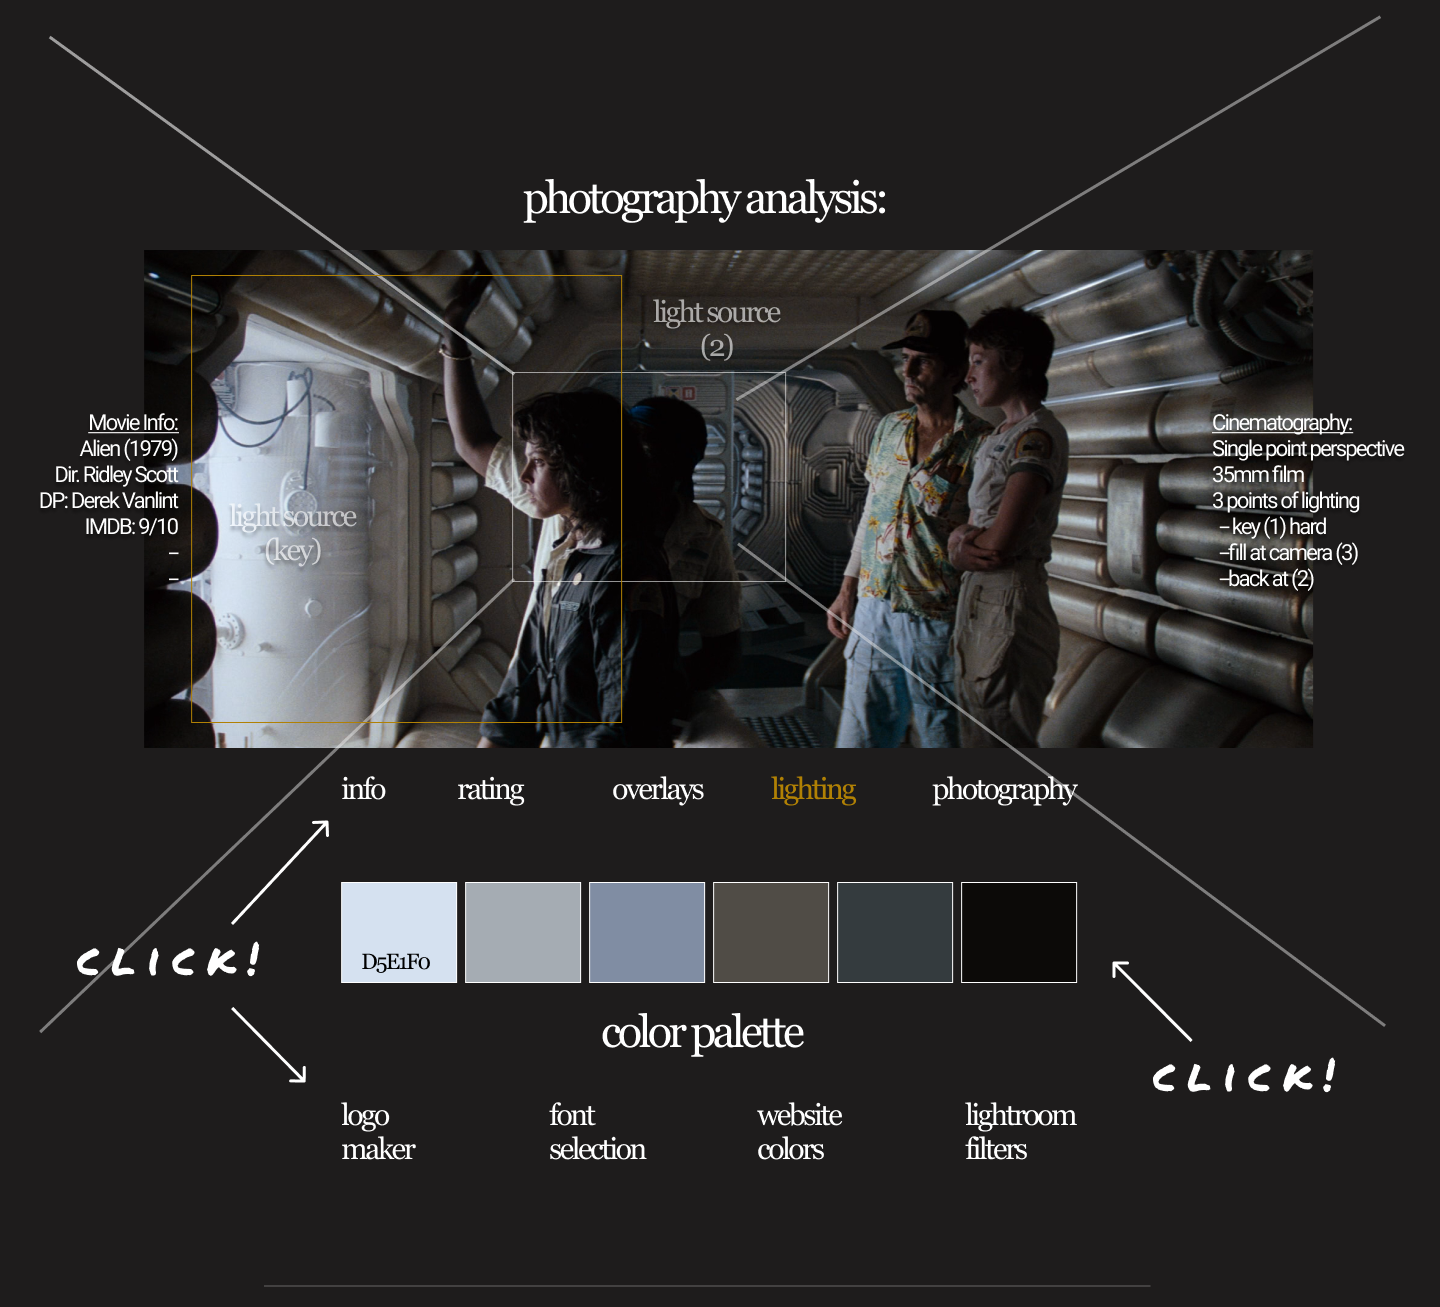 photography analysis:
light source
(2)
Movie Info:
Alien (1979)
Dir. Ridley Scott
DP: Derek Vanlint
IMDB: 9/10
–
–
light source
(key)
Cinematography:
Single point perspective
35mm film
3 points of lighting
–key (1) hard
–fill at camera (3)
–back at (2)
info
rating
overlays
lighting
photography
CLICK!
D5E1F0
color palette
CLICK!
logo
maker
font
selection
website
colors
lightroom
filters